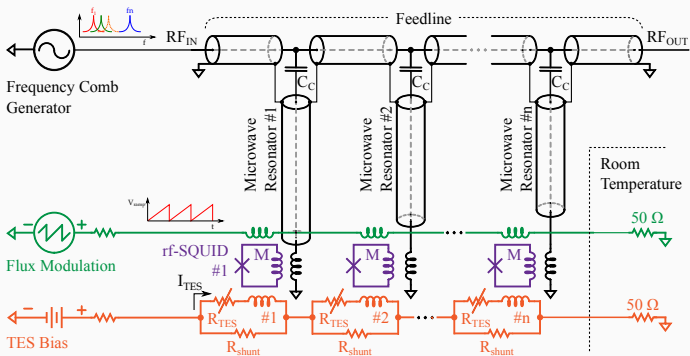 Feedline
f₁ fn
f
RF_IN
RF_OUT
Frequency Comb
Generator
C_C
C_C
C_C
Microwave
Resonator #1
Microwave
Resonator #2
Microwave
Resonator #n
Room
Temperature
V_ramp
t
50 Ω
− +
Flux Modulation
rf-SQUID
#1
M
M
M
I_TES
− +
TES Bias
R_TES
#1
R_TES
#2
R_TES
#n
50 Ω
R_shunt
R_shunt
R_shunt